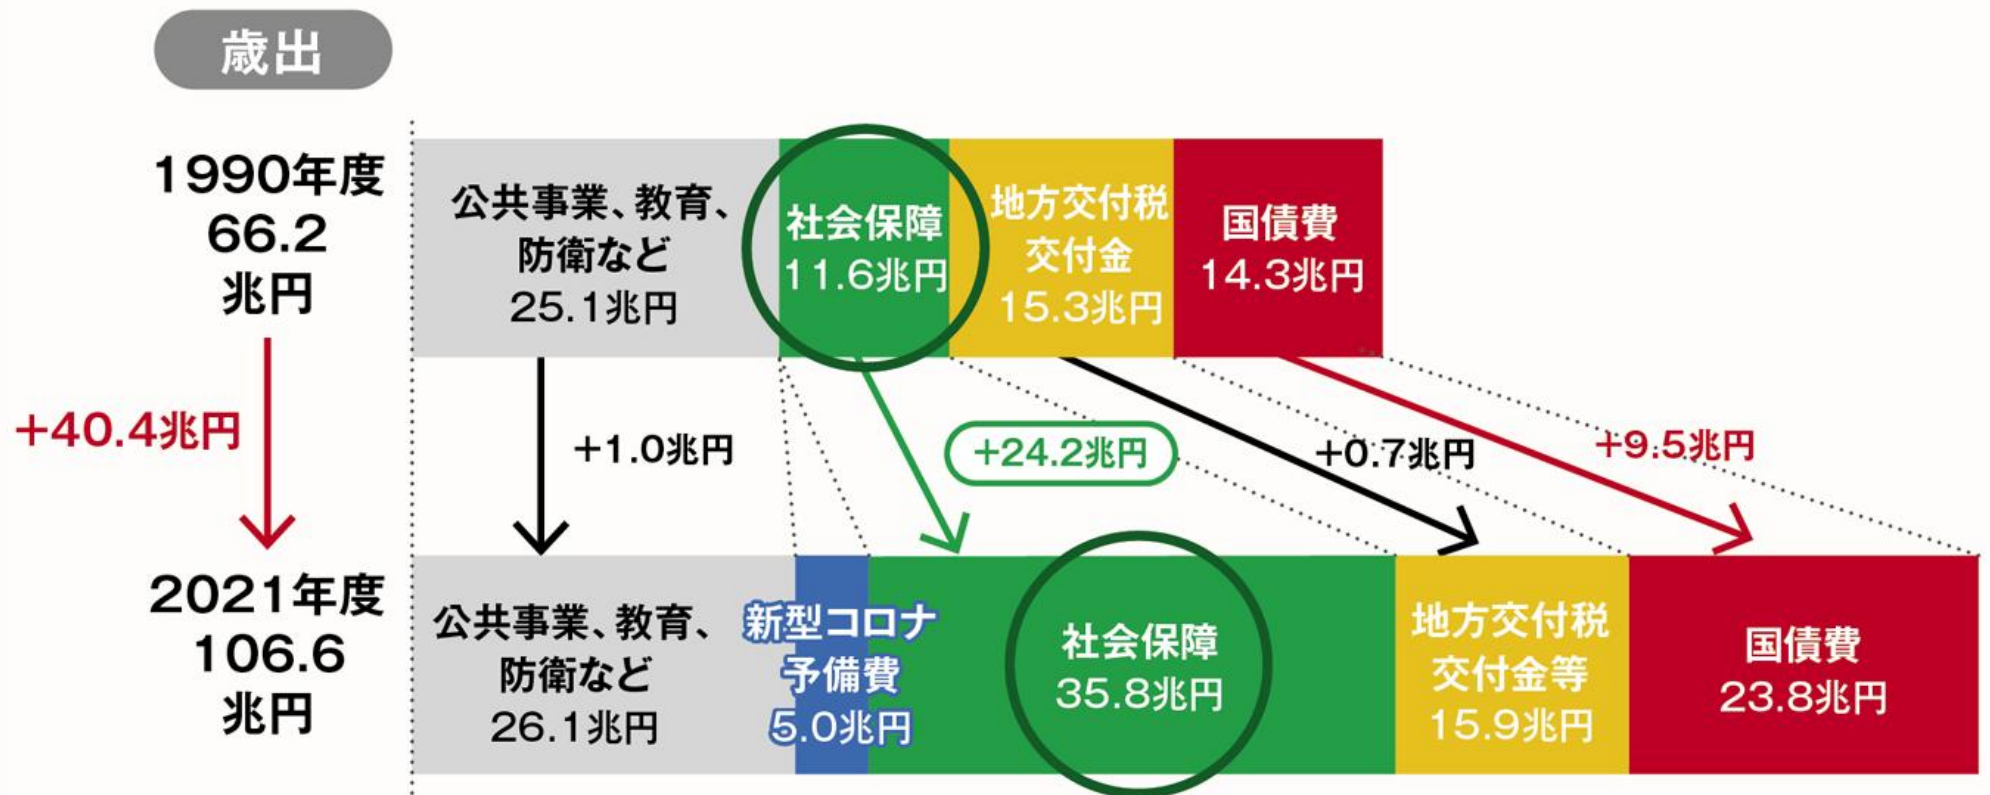 歳出
1990年度
66.2
兆円
公共事業、教育、
防衛など
25.1兆円
社会保障
11.6兆円
地方交付税
交付金
15.3兆円
国債費
14.3兆円
+40.4兆円
+1.0兆円
+24.2兆円
+0.7兆円
+9.5兆円
2021年度
106.6
兆円
公共事業、教育、
防衛など
26.1兆円
新型コロナ
予備費
5.0兆円
社会保障
35.8兆円
地方交付税
交付金等
15.9兆円
国債費
23.8兆円